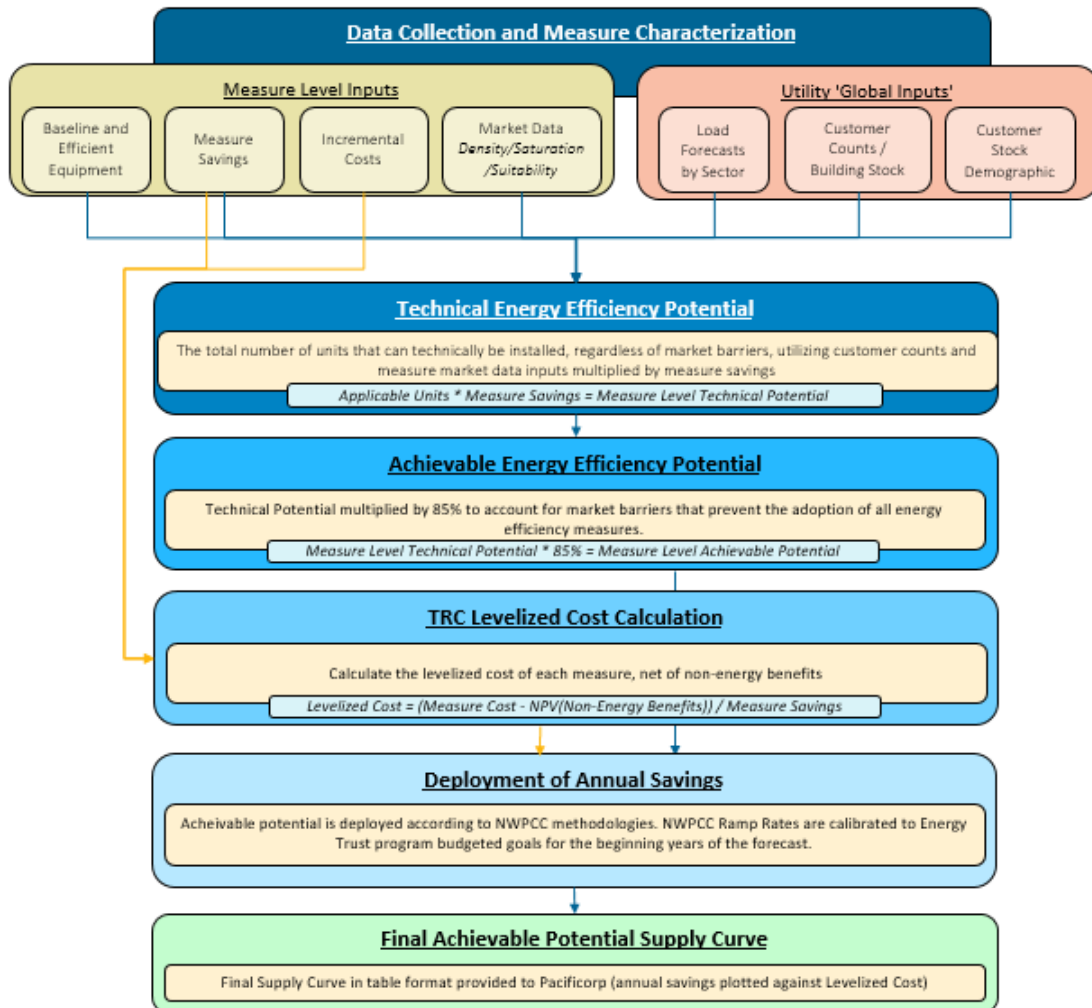 Data Collection and Measure Characterization
Measure Level Inputs
Baseline and
Efficient
Equipment
Measure
Savings
Incremental
Costs
Market Data
Density/Saturation
/Suitability
Utility 'Global Inputs'
Load
Forecasts
by Sector
Customer
Counts /
Building Stock
Customer
Stock
Demographic
Technical Energy Efficiency Potential
The total number of units that can technically be installed, regardless of market barriers, utilizing customer counts and
measure market data inputs multiplied by measure savings
Applicable Units * Measure Savings = Measure Level Technical Potential
Achievable Energy Efficiency Potential
Technical Potential multiplied by 85% to account for market barriers that prevent the adoption of all energy
efficiency measures.
Measure Level Technical Potential * 85% = Measure Level Achievable Potential
TRC Levelized Cost Calculation
Calculate the levelized cost of each measure, net of non-energy benefits
Levelized Cost = (Measure Cost - NPV(Non-Energy Benefits)) / Measure Savings
Deployment of Annual Savings
Acheivable potential is deployed according to NWPCC methodologies. NWPCC Ramp Rates are calibrated to Energy
Trust program budgeted goals for the beginning years of the forecast.
Final Achievable Potential Supply Curve
Final Supply Curve in table format provided to Pacificorp (annual savings plotted against Levelized Cost)